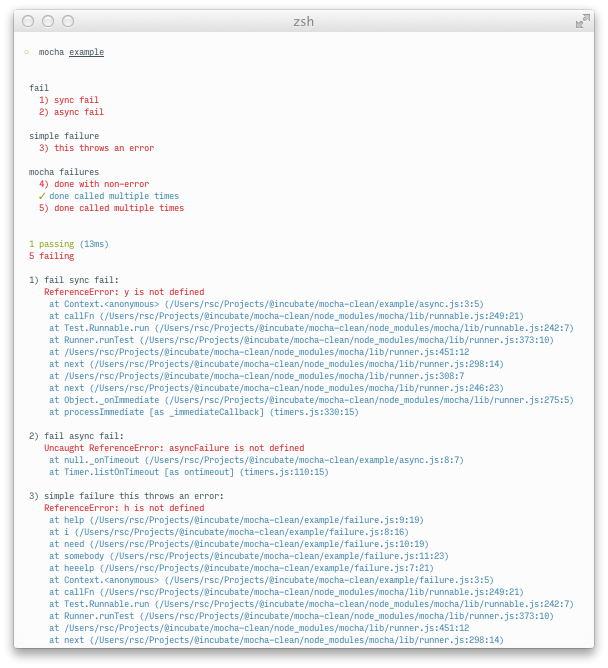 zsh
mocha example
fail
1) sync fail
2) async fail
simple failure
3) this throws an error
mocha failures
4) done with non-error
✓ done called multiple times
5) done called multiple times
1 passing (13ms)
5 failing
1) fail sync fail:
ReferenceError: y is not defined
at Context.<anonymous> (/Users/rsc/Projects/@incubate/mocha-clean/example/async.js:3:5)
at callFn (/Users/rsc/Projects/@incubate/mocha-clean/node_modules/mocha/lib/runnable.js:249:21)
at Test.Runnable.run (/Users/rsc/Projects/@incubate/mocha-clean/node_modules/mocha/lib/runnable.js:242:7)
at Runner.runTest (/Users/rsc/Projects/@incubate/mocha-clean/node_modules/mocha/lib/runner.js:373:10)
at /Users/rsc/Projects/@incubate/mocha-clean/node_modules/mocha/lib/runner.js:451:12
at next (/Users/rsc/Projects/@incubate/mocha-clean/node_modules/mocha/lib/runner.js:298:14)
at /Users/rsc/Projects/@incubate/mocha-clean/node_modules/mocha/lib/runner.js:308:7
at next (/Users/rsc/Projects/@incubate/mocha-clean/node_modules/mocha/lib/runner.js:246:23)
at Object._onImmediate (/Users/rsc/Projects/@incubate/mocha-clean/node_modules/mocha/lib/runner.js:275:5)
at processImmediate [as _immediateCallback] (timers.js:330:15)
2) fail async fail:
Uncaught ReferenceError: asyncFailure is not defined
at null._onTimeout (/Users/rsc/Projects/@incubate/mocha-clean/example/async.js:8:7)
at Timer.listOnTimeout [as ontimeout] (timers.js:110:15)
3) simple failure this throws an error:
ReferenceError: h is not defined
at help (/Users/rsc/Projects/@incubate/mocha-clean/example/failure.js:9:19)
at i (/Users/rsc/Projects/@incubate/mocha-clean/example/failure.js:8:16)
at need (/Users/rsc/Projects/@incubate/mocha-clean/example/failure.js:10:19)
at somebody (/Users/rsc/Projects/@incubate/mocha-clean/example/failure.js:11:23)
at heeelp (/Users/rsc/Projects/@incubate/mocha-clean/example/failure.js:7:21)
at Context.<anonymous> (/Users/rsc/Projects/@incubate/mocha-clean/example/failure.js:3:5)
at callFn (/Users/rsc/Projects/@incubate/mocha-clean/node_modules/mocha/lib/runnable.js:249:21)
at Test.Runnable.run (/Users/rsc/Projects/@incubate/mocha-clean/node_modules/mocha/lib/runnable.js:242:7)
at Runner.runTest (/Users/rsc/Projects/@incubate/mocha-clean/node_modules/mocha/lib/runner.js:373:10)
at /Users/rsc/Projects/@incubate/mocha-clean/node_modules/mocha/lib/runner.js:451:12
at next (/Users/rsc/Projects/@incubate/mocha-clean/node_modules/mocha/lib/runner.js:298:14)